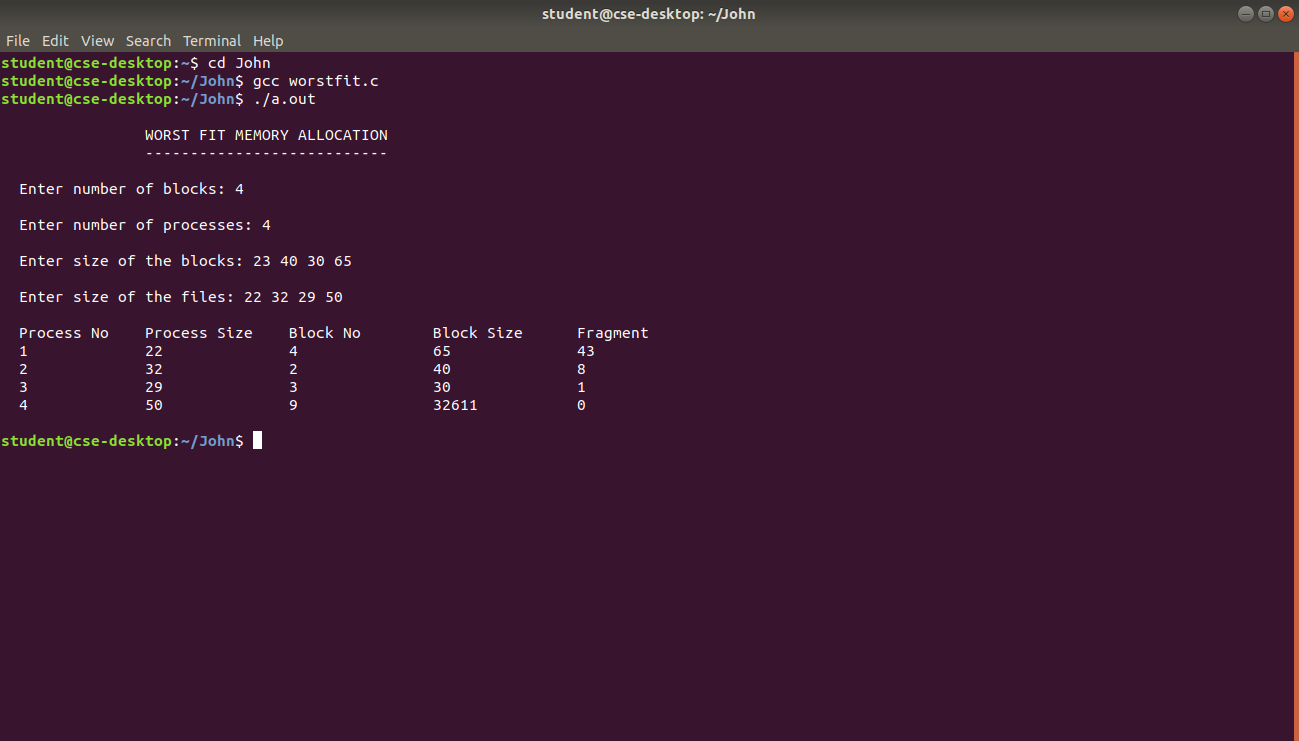 student@cse-desktop: ~/John
File Edit View Search Terminal Help
student@cse-desktop:~$ cd John
student@cse-desktop:~/John$ gcc worstfit.c
student@cse-desktop:~/John$ ./a.out
WORST FIT MEMORY ALLOCATION
---------------------------
Enter number of blocks: 4
Enter number of processes: 4
Enter size of the blocks: 23 40 30 65
Enter size of the files: 22 32 29 50
Process No Process Size Block No Block Size Fragment
1 22 4 65 43
2 32 2 40 8
3 29 3 30 1
4 50 9 32611 0
student@cse-desktop:~/John$